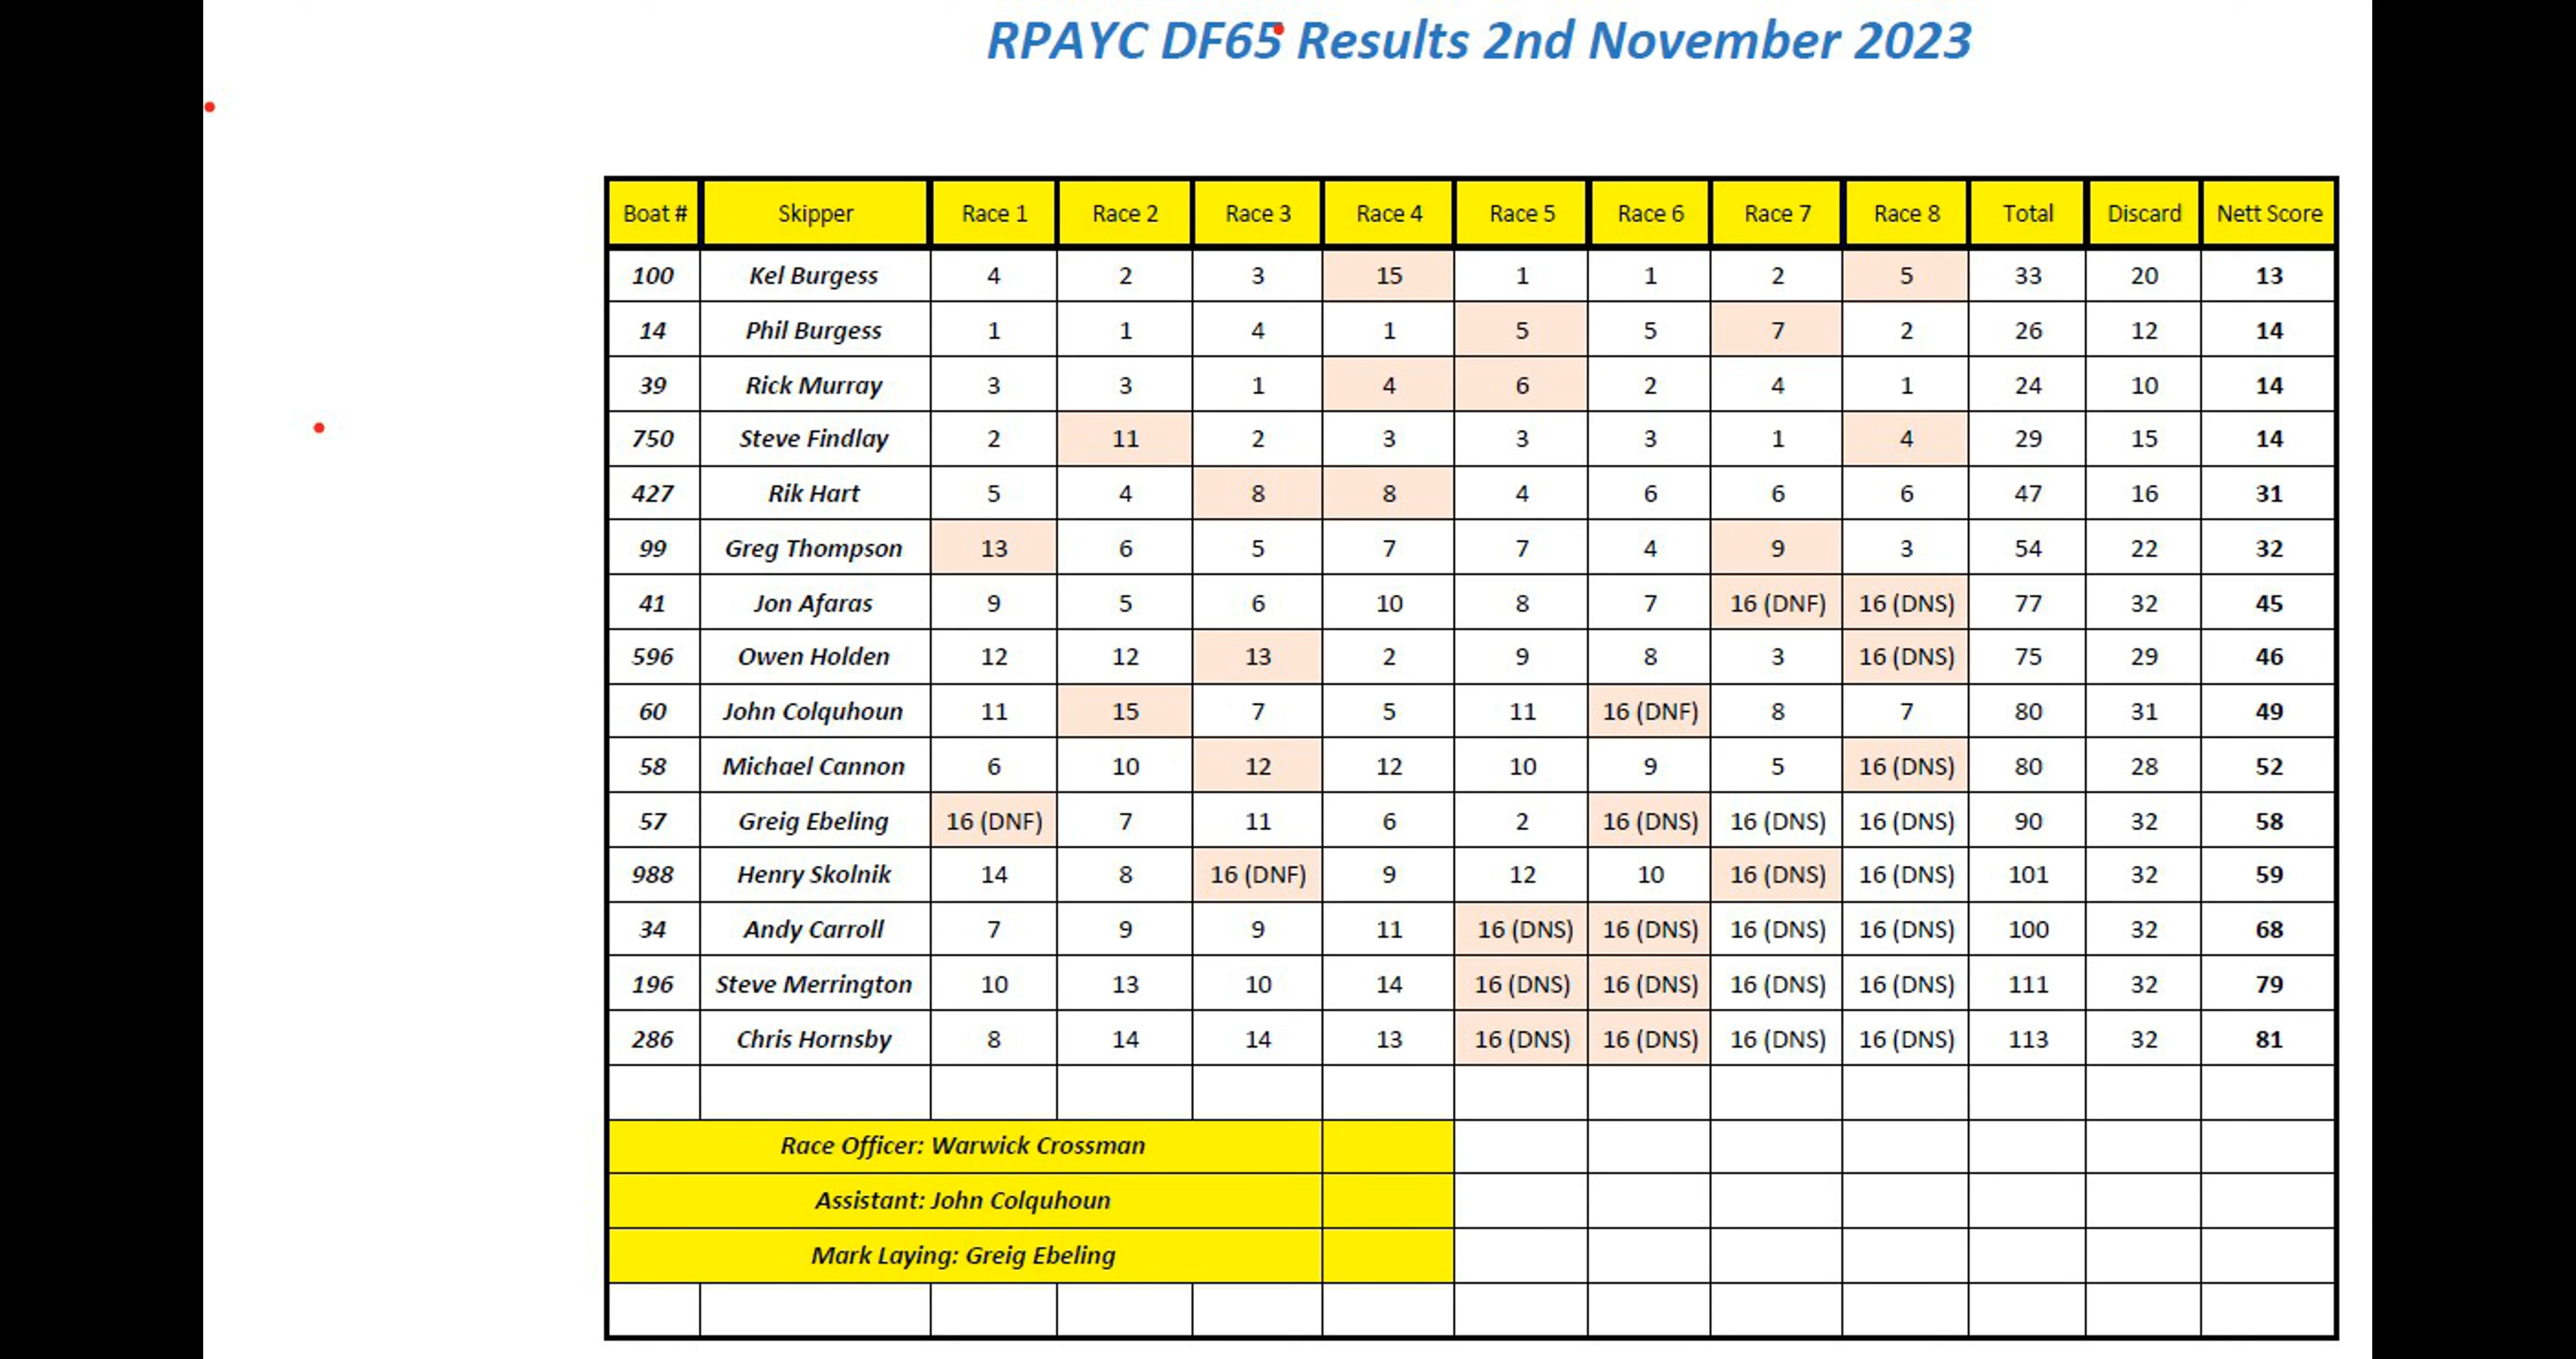 RPAYC DF65 Results 2nd November 2023
Boat # Skipper Race 1 Race 2 Race 3 Race 4 Race 5 Race 6 Race 7 Race 8 Total Discard Nett Score
100 Kel Burgess 4 2 3 15 1 1 2 5 33 20 13
14 Phil Burgess 1 1 4 1 5 5 7 2 26 12 14
39 Rick Murray 3 3 1 4 6 2 4 1 24 10 14
750 Steve Findlay 2 11 2 3 3 3 1 4 29 15 14
427 Rik Hart 5 4 8 8 4 6 6 6 47 16 31
99 Greg Thompson 13 6 5 7 7 4 9 3 54 22 32
41 Jon Afaras 9 5 6 10 8 7 16 (DNF) 16 (DNS) 77 32 45
596 Owen Holden 12 12 13 2 9 8 3 16 (DNS) 75 29 46
60 John Colquhoun 11 15 7 5 11 16 (DNF) 8 7 80 31 49
58 Michael Cannon 6 10 12 12 10 9 5 16 (DNS) 80 28 52
57 Greig Ebeling 16 (DNF) 7 11 6 2 16 (DNS) 16 (DNS) 16 (DNS) 90 32 58
988 Henry Skolnik 14 8 16 (DNF) 9 12 10 16 (DNS) 16 (DNS) 101 32 59
34 Andy Carroll 7 9 9 11 16 (DNS) 16 (DNS) 16 (DNS) 16 (DNS) 100 32 68
196 Steve Merrington 10 13 10 14 16 (DNS) 16 (DNS) 16 (DNS) 16 (DNS) 111 32 79
286 Chris Hornsby 8 14 14 13 16 (DNS) 16 (DNS) 16 (DNS) 16 (DNS) 113 32 81
Race Officer: Warwick Crossman
Assistant: John Colquhoun
Mark Laying: Greig Ebeling